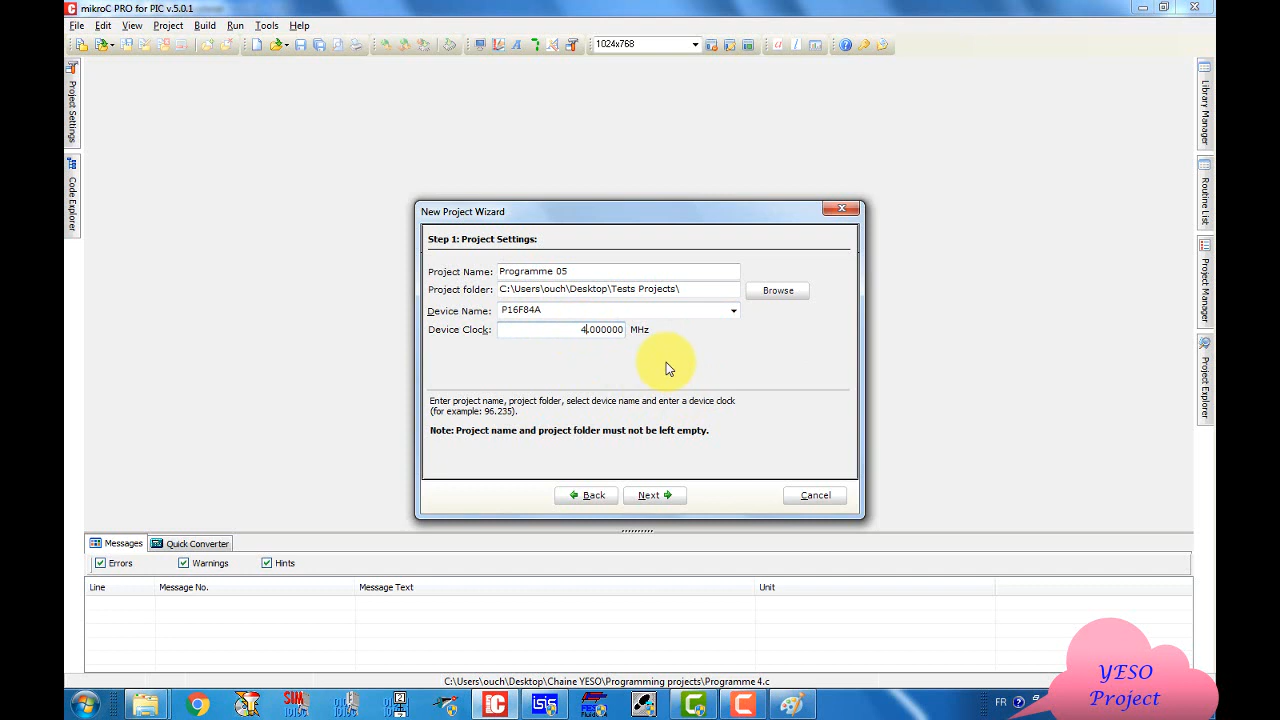 mikroC PRO for PIC v.5.0.1
File Edit View Project Build Run Tools Help
1024x768
Project Settings
Code Explorer
Library Manager
Routine List
Project Manager
Project Explorer
New Project Wizard
Step 1: Project Settings:
Project Name: Programme 05
Project folder: C:\Users\ouch\Desktop\Tests Projects\ Browse
Device Name: P16F84A
Device Clock: 4.000000 MHz
Enter project name, project folder, select device name and enter a device clock
(for example: 96.235).
Note: Project name and project folder must not be left empty.
Back Next Cancel
Messages Quick Converter
Errors Warnings Hints
Line Message No. Message Text Unit
C:\Users\ouch\Desktop\Chaine YESO\Programming projects\Programme 4.c
SIM
isis
FR
YESO
Project